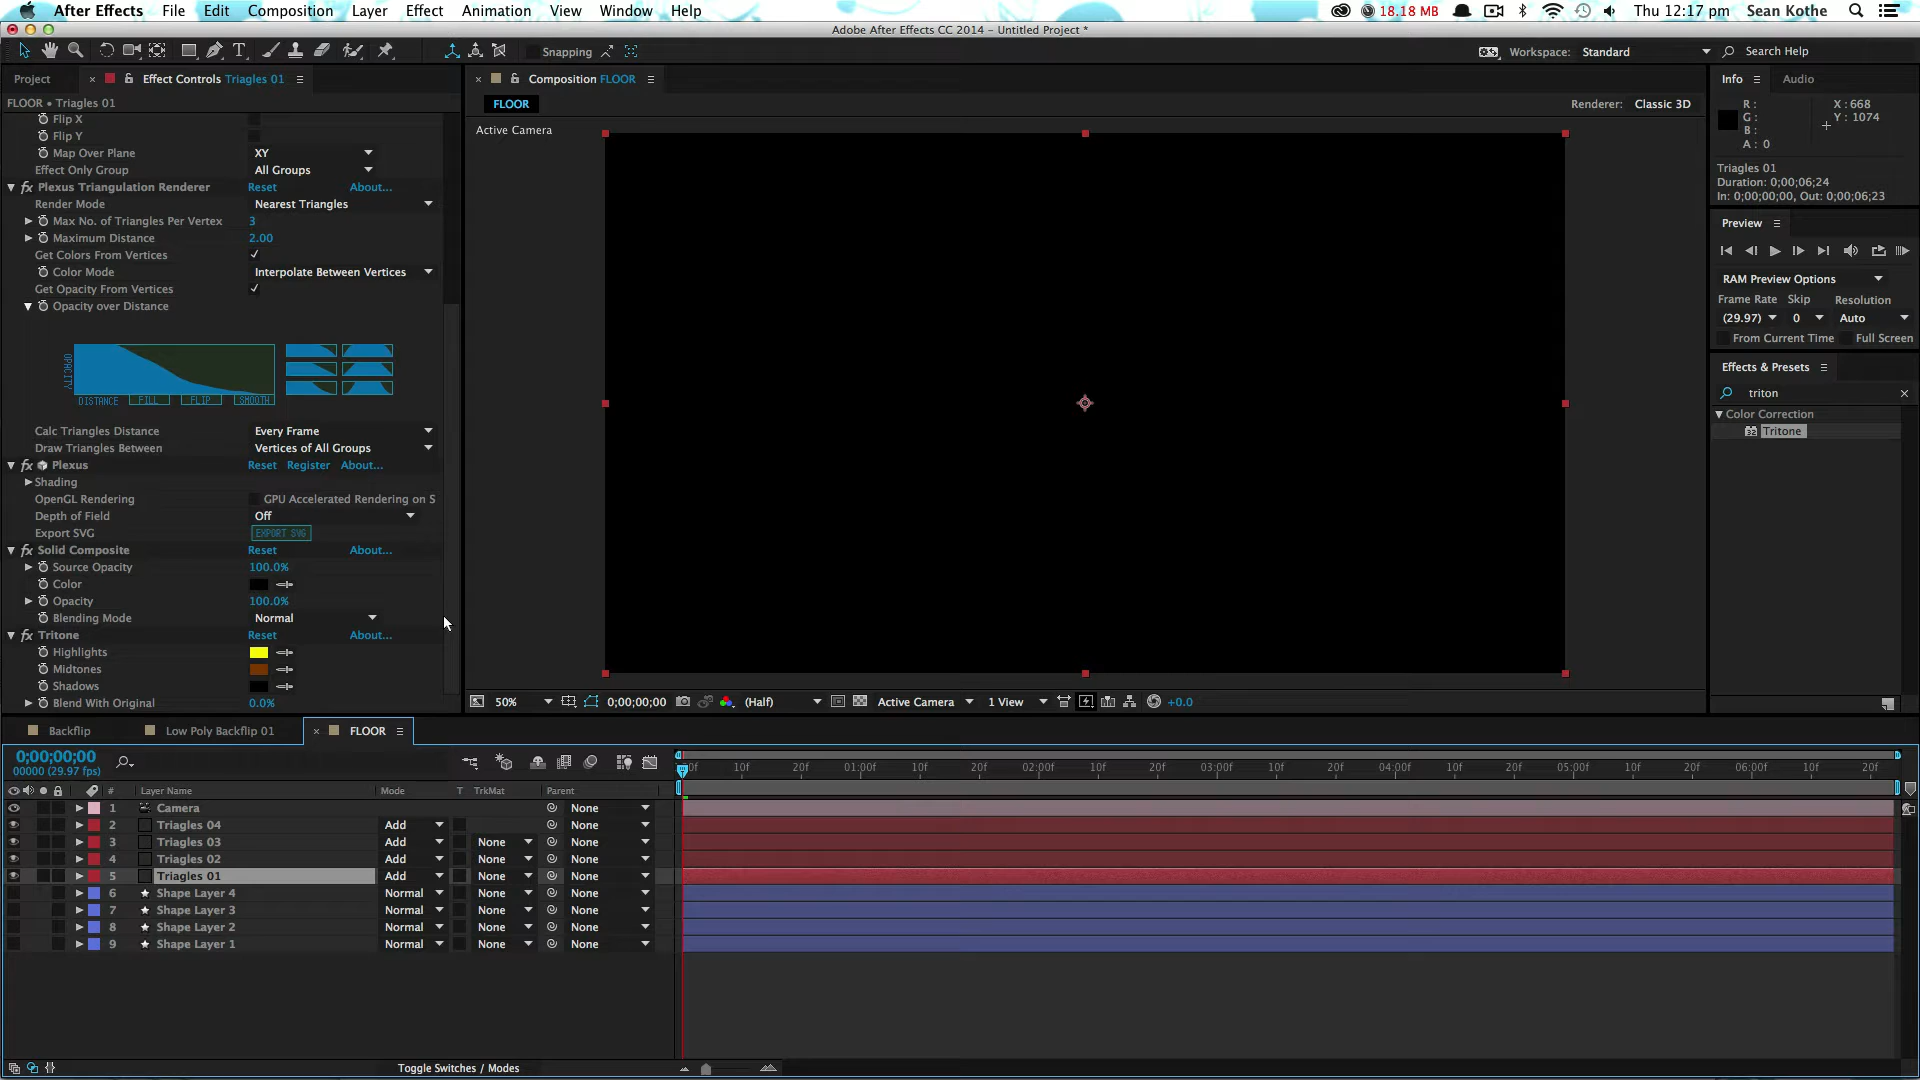 After Effects File Edit Composition Layer Effect Animation View Window Help 18.18 MB Thu 12:17 pm Sean Kothe
Adobe After Effects CC 2014 – Untitled Project *
T Snapping Workspace: Standard Search Help
Project × Effect Controls Triagles 01 × Composition FLOOR Info Audio
FLOOR • Triagles 01
FLOOR
Renderer: Classic 3D
Active Camera
R: X : 668
G: Y : 1074
B:
A : 0
Triagles 01
Duration: 0;00;06;24
In: 0;00;00;00, Out: 0;00;06;23
Preview
RAM Preview Options
Frame Rate Skip Resolution
(29.97) 0 Auto
From Current Time Full Screen
Effects & Presets
triton
Color Correction
32 Tritone
Flip X
Flip Y
Map Over Plane XY
Effect Only Group All Groups
fx Plexus Triangulation Renderer Reset About...
Render Mode Nearest Triangles
Max No. of Triangles Per Vertex 3
Maximum Distance 2.00
Get Colors From Vertices
Color Mode Interpolate Between Vertices
Get Opacity From Vertices
Opacity over Distance
OPACITY
DISTANCE FILL FLIP SMOOTH
Calc Triangles Distance Every Frame
Draw Triangles Between Vertices of All Groups
fx Plexus Reset Register About...
Shading
OpenGL Rendering GPU Accelerated Rendering on S
Depth of Field Off
Export SVG EXPORT SVG
fx Solid Composite Reset About...
Source Opacity 100.0%
Color
Opacity 100.0%
Blending Mode Normal
fx Tritone Reset About...
Highlights
Midtones
Shadows
Blend With Original 0.0%
50% 0;00;00;00 (Half) Active Camera 1 View +0.0
Backflip Low Poly Backflip 01 × FLOOR
0;00;00;00
00000 (29.97 fps)
0f 10f 20f 01:00f 10f 20f 02:00f 10f 20f 03:00f 10f 20f 04:00f 10f 20f 05:00f 10f 20f 06:00f 10f 20f
# Layer Name Mode T TrkMat Parent
1 Camera None
2 Triagles 04 Add None
3 Triagles 03 Add None None
4 Triagles 02 Add None None
5 Triagles 01 Add None None
6 Shape Layer 4 Normal None None
7 Shape Layer 3 Normal None None
8 Shape Layer 2 Normal None None
9 Shape Layer 1 Normal None None
Toggle Switches / Modes